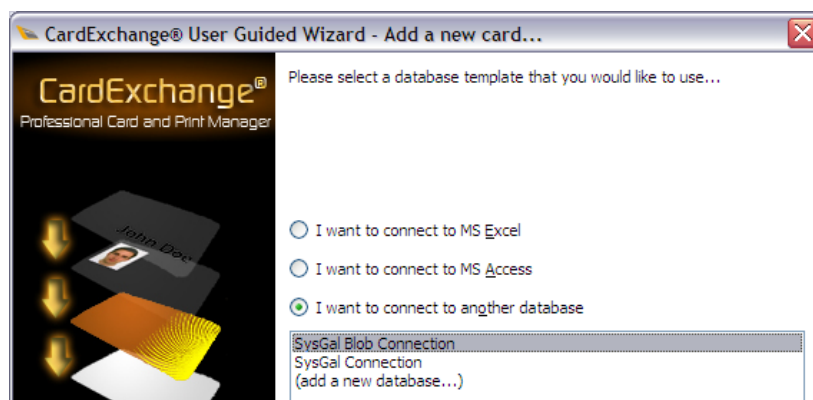 CardExchange® User Guided Wizard - Add a new card...
CardExchange®
Professional Card and Print Manager
John Doe
Please select a database template that you would like to use...
I want to connect to MS Excel
I want to connect to MS Access
I want to connect to another database
SysGal Blob Connection
SysGal Connection
(add a new database...)